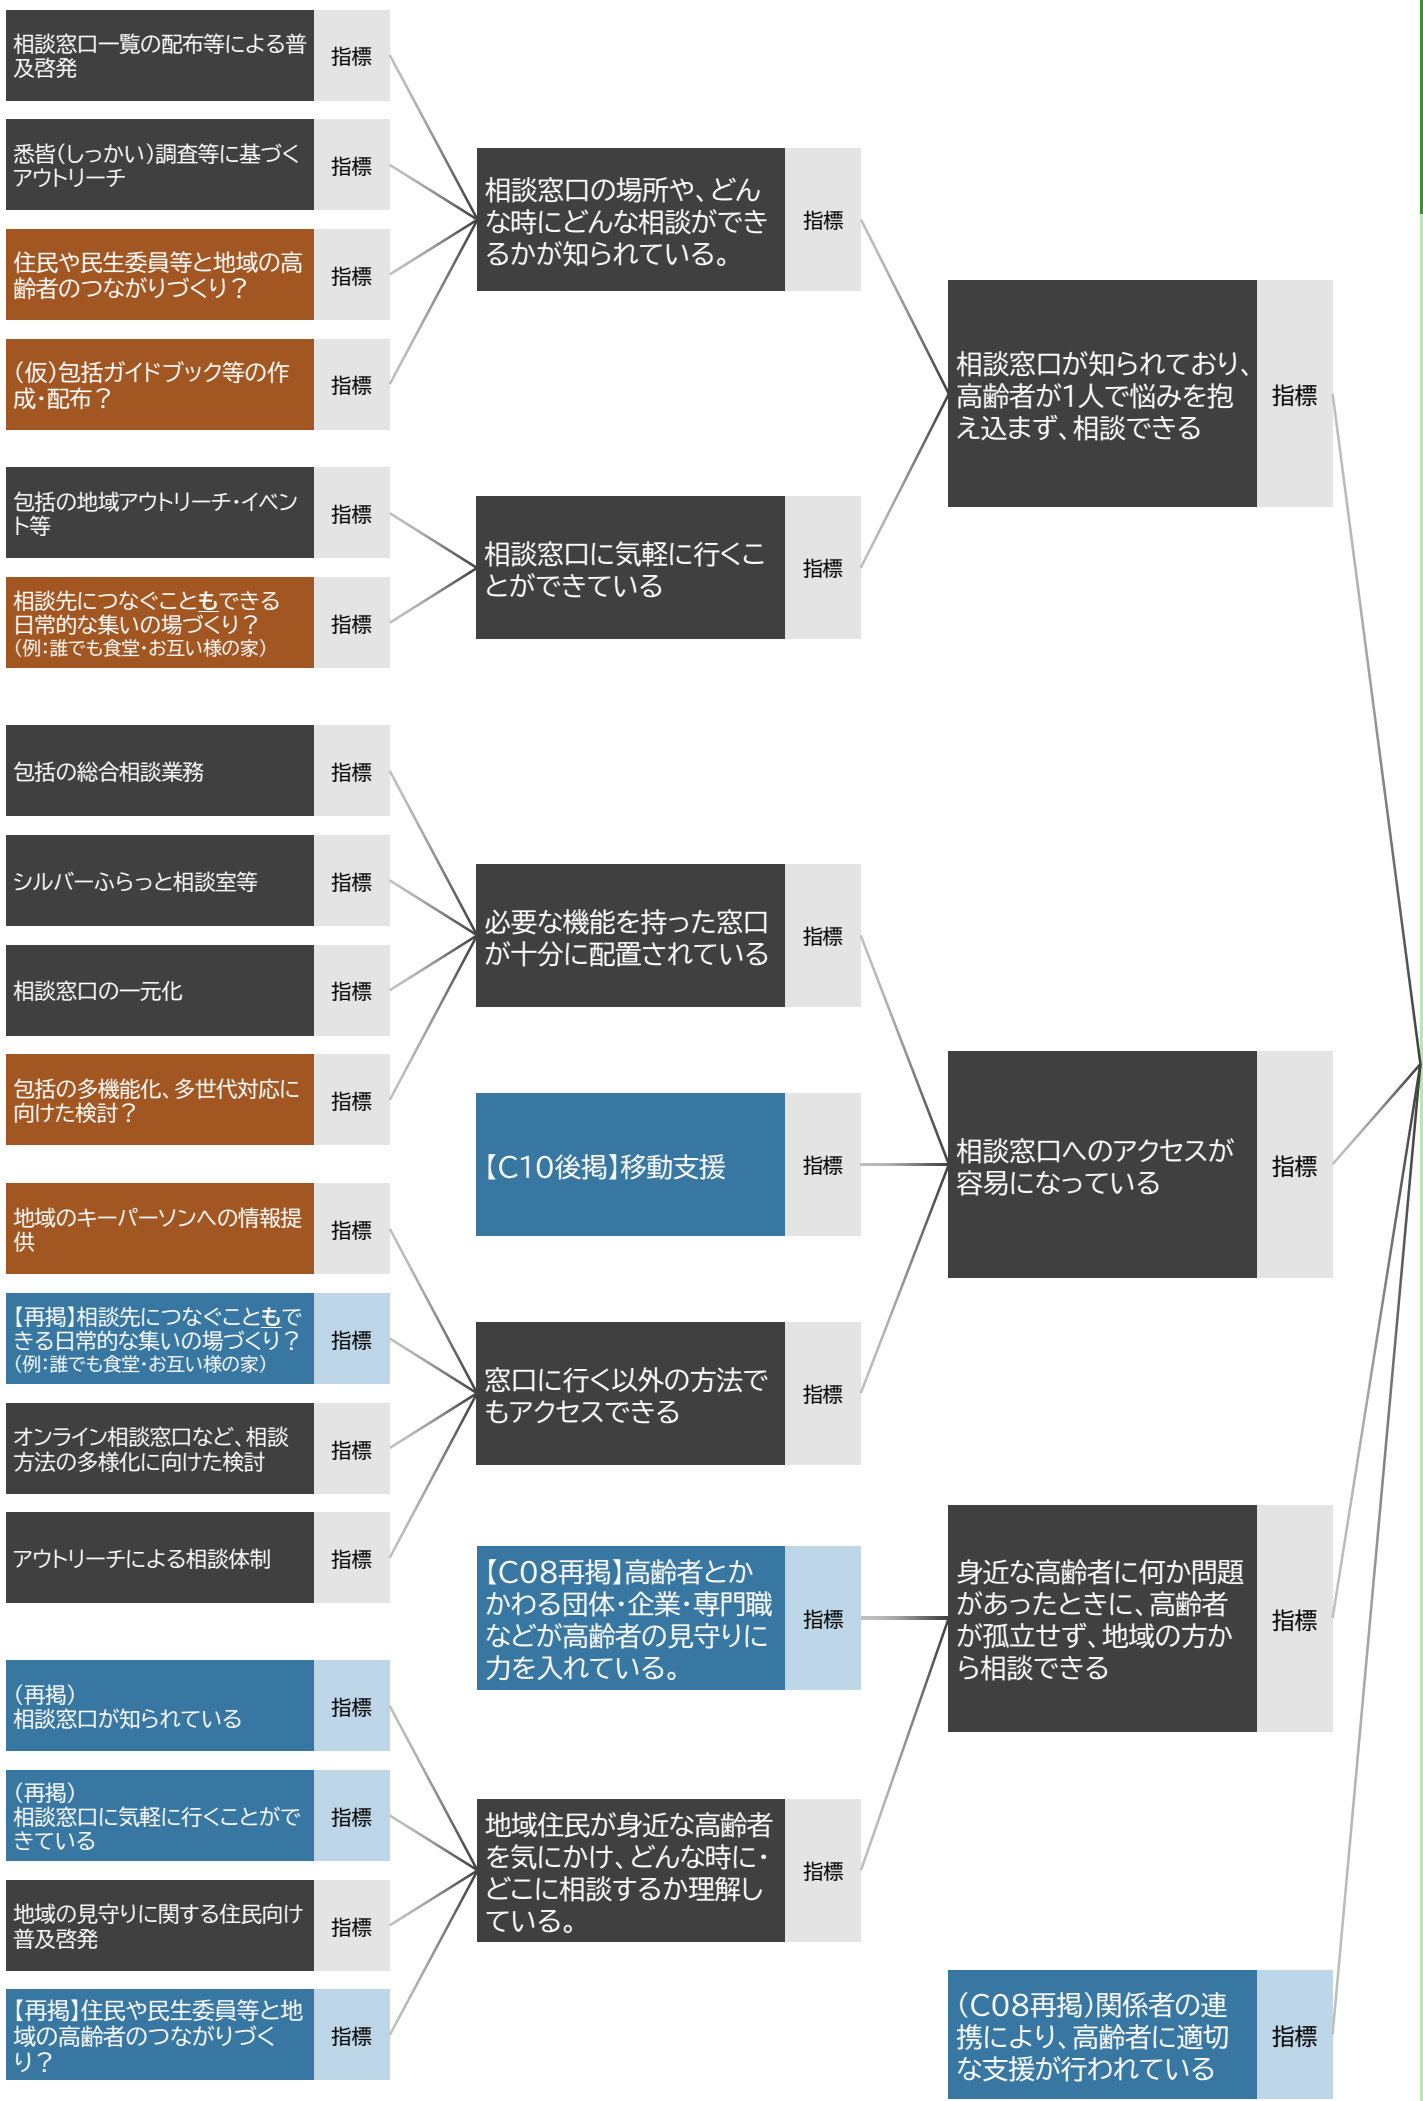 相談窓口一覧の配布等による普
及啓発
指標
悉皆（しっかい）調査等に基づく
アウトリーチ
指標
住民や民生委員等と地域の高
齢者のつながりづくり？
指標
（仮）包括ガイドブック等の作
成・配布？
指標
包括の地域アウトリーチ・イベン
ト等
指標
相談先につなぐこともできる
日常的な集いの場づくり？
（例：誰でも食堂・お互い様の家）
指標
包括の総合相談業務
指標
シルバーふらっと相談室等
指標
相談窓口の一元化
指標
包括の多機能化、多世代対応に
向けた検討？
指標
地域のキーパーソンへの情報提
供
指標
【再掲】相談先につなぐこともで
きる日常的な集いの場づくり？
（例：誰でも食堂・お互い様の家）
指標
オンライン相談窓口など、相談
方法の多様化に向けた検討
指標
アウトリーチによる相談体制
指標
（再掲）
相談窓口が知られている
指標
（再掲）
相談窓口に気軽に行くことがで
きている
指標
地域の見守りに関する住民向け
普及啓発
指標
【再掲】住民や民生委員等と地
域の高齢者のつながりづく
り？
指標
相談窓口の場所や、どん
な時にどんな相談ができ
るかが知られている。
指標
相談窓口に気軽に行くこ
とができている
指標
必要な機能を持った窓口
が十分に配置されている
指標
【C10後掲】移動支援
指標
窓口に行く以外の方法で
もアクセスできる
指標
【C08再掲】高齢者とか
かわる団体・企業・専門職
などが高齢者の見守りに
力を入れている。
指標
地域住民が身近な高齢者
を気にかけ、どんな時に・
どこに相談するか理解し
ている。
指標
相談窓口が知られており、
高齢者が1人で悩みを抱
え込まず、相談できる
指標
相談窓口へのアクセスが
容易になっている
指標
身近な高齢者に何か問題
があったときに、高齢者
が孤立せず、地域の方か
ら相談できる
指標
（C08再掲）関係者の連
携により、高齢者に適切
な支援が行われている
指標